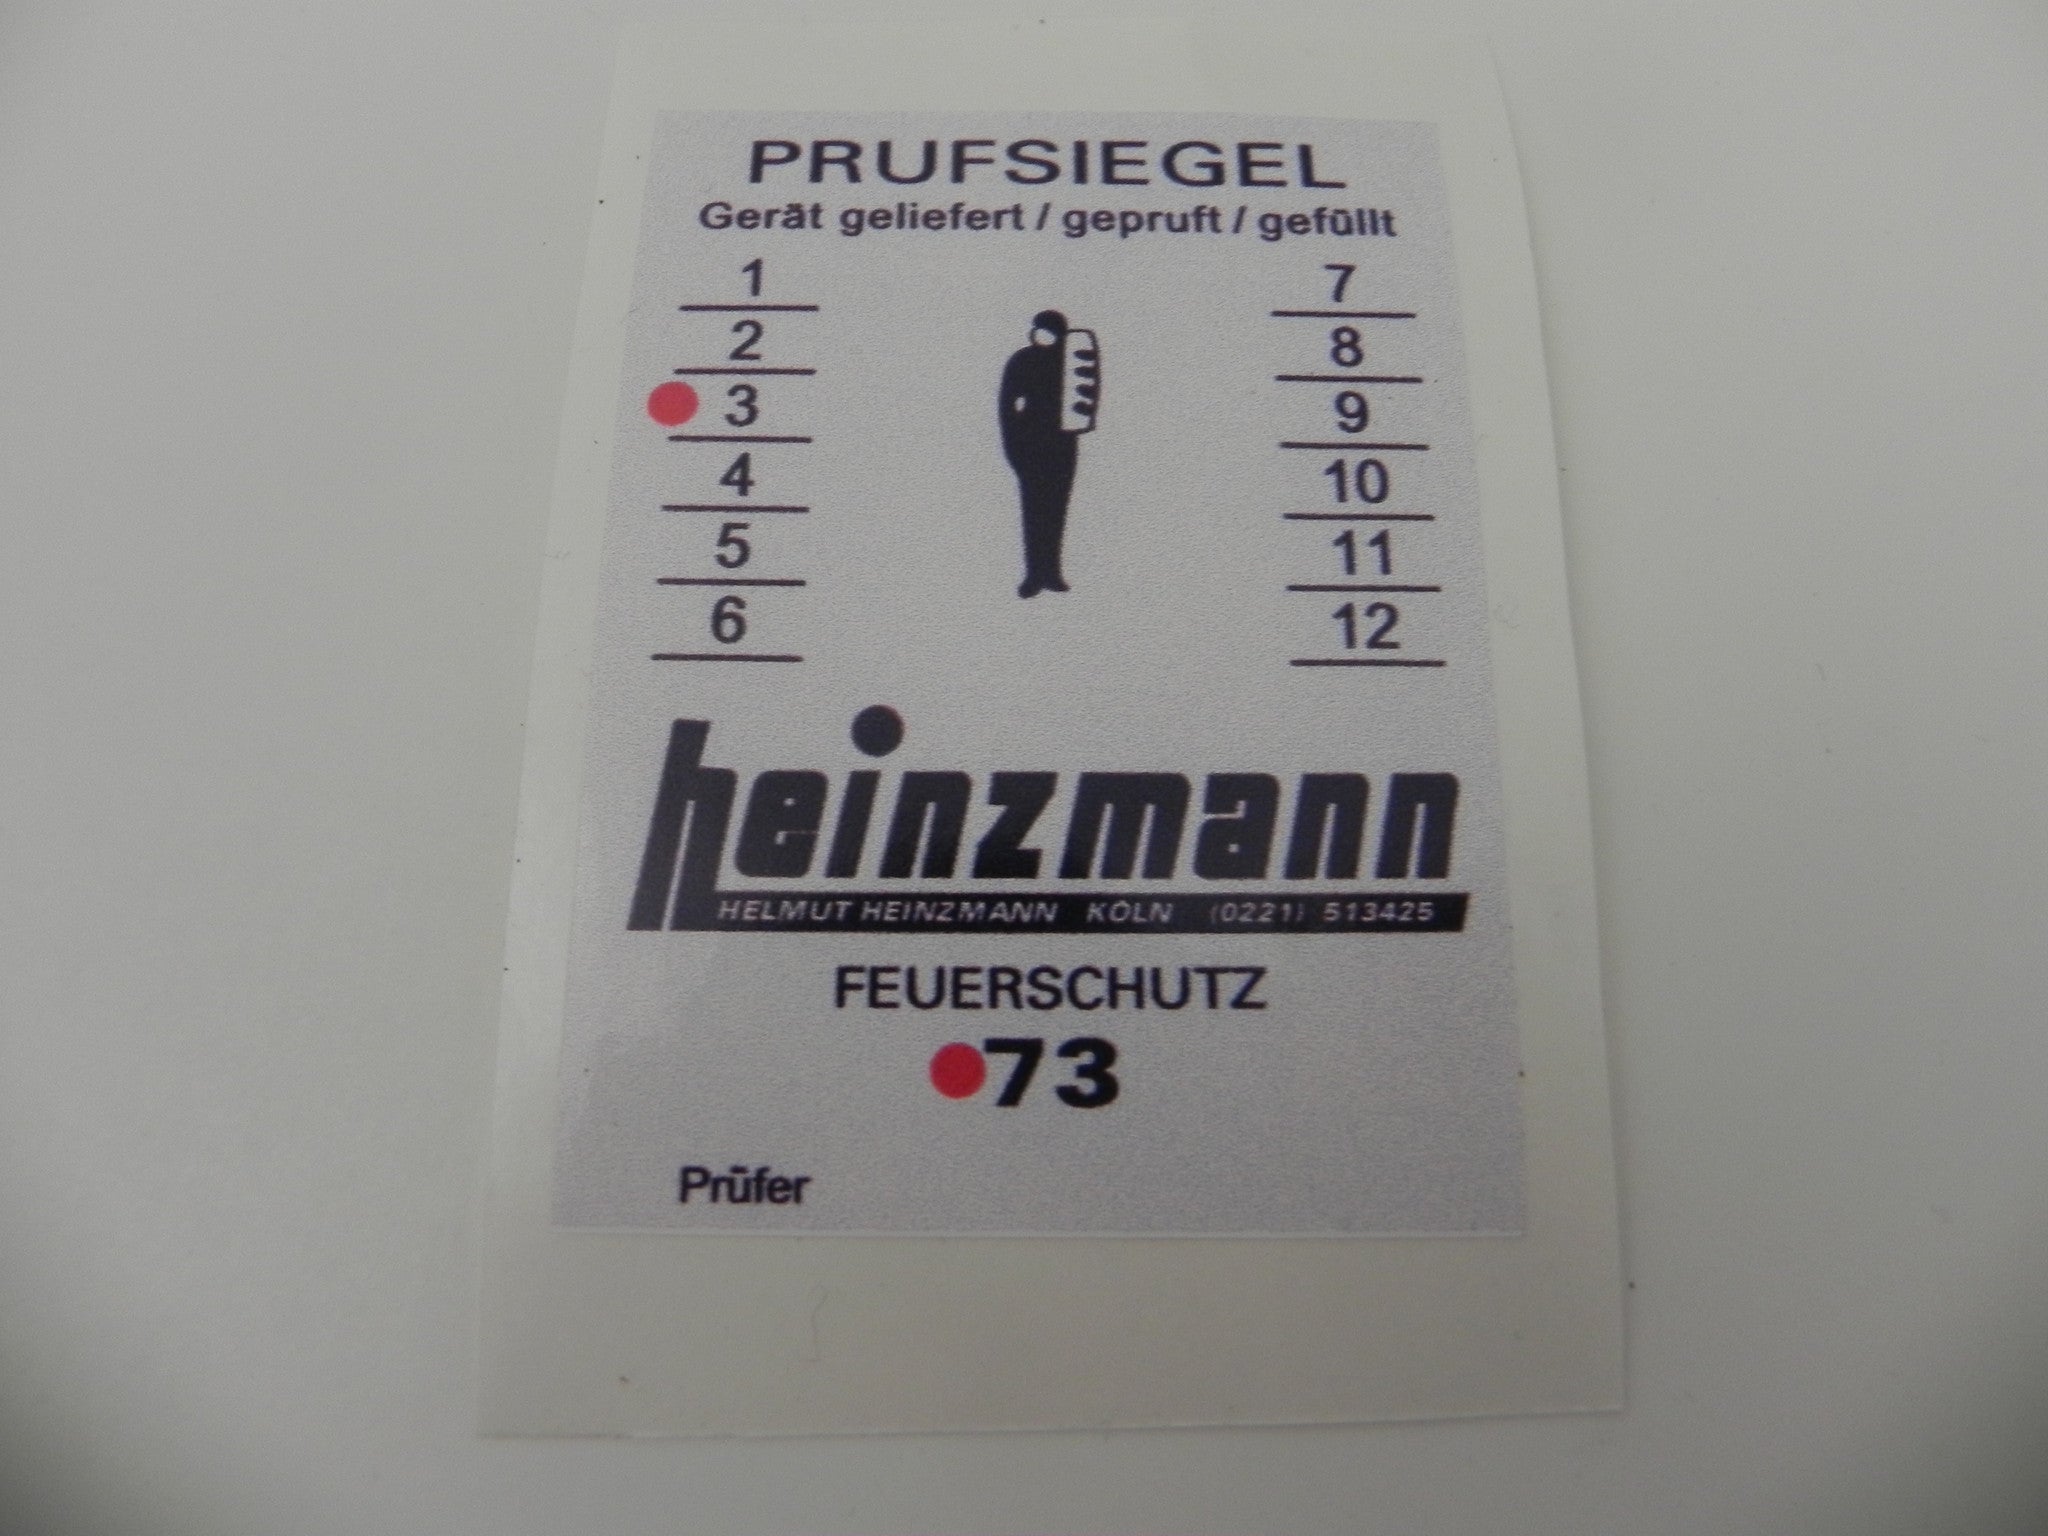 PRUFSIEGEL
Gerät geliefert / gepruft / gefüllt
1
2
3
4
5
6
7
8
9
10
11
12
heinzmann
HELMUT HEINZMANN KÖLN (0221) 513425
FEUERSCHUTZ
73
Prüfer